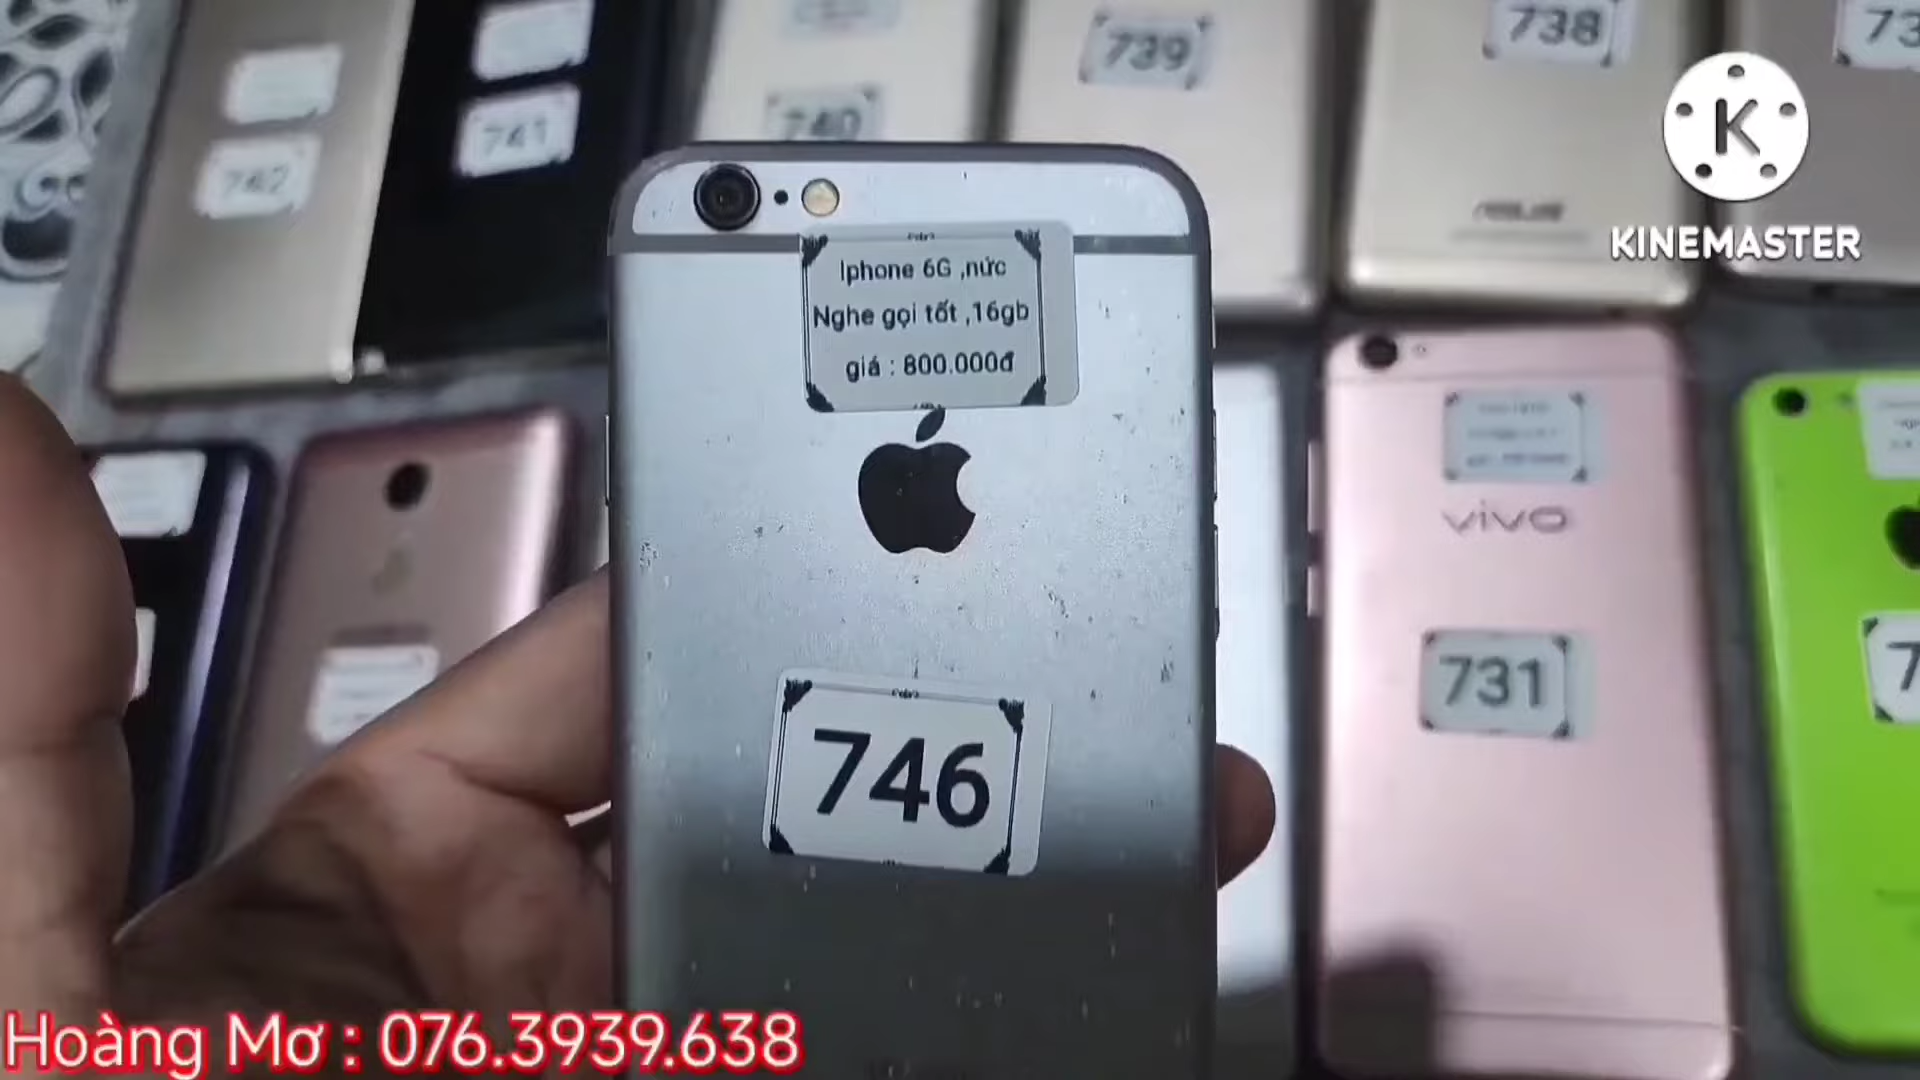 738
739
740
741
742
KINEMASTER
ASUS
Iphone 6G ,nức
Nghe gọi tốt ,16gb
giá : 800.000đ
vivo
731
746
Hoàng Mơ : 076.3939.638